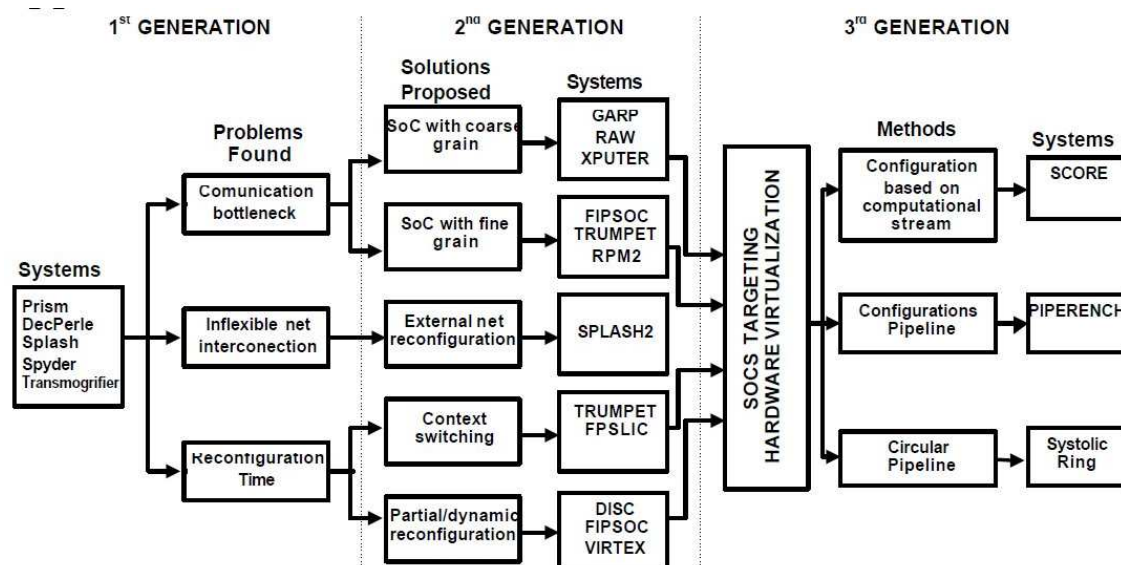 1st GENERATION
2nd GENERATION
3rd GENERATION
Systems
Prism
DecPerle
Splash
Spyder
Transmogrifier
Problems
Found
Comunication
bottleneck
Inflexible net
interconection
Reconfiguration
Time
Solutions
Proposed
SoC with coarse
grain
SoC with fine
grain
External net
reconfiguration
Context
switching
Partial/dynamic
reconfiguration
Systems
GARP
RAW
XPUTER
FIPSOC
TRUMPET
RPM2
SPLASH2
TRUMPET
FPSLIC
DISC
FIPSOC
VIRTEX
SOCS TARGETING
HARDWARE VIRTUALIZATION
Methods
Configuration
based on
computational
stream
Configurations
Pipeline
Circular
Pipeline
Systems
SCORE
PIPERENCH
Systolic
Ring